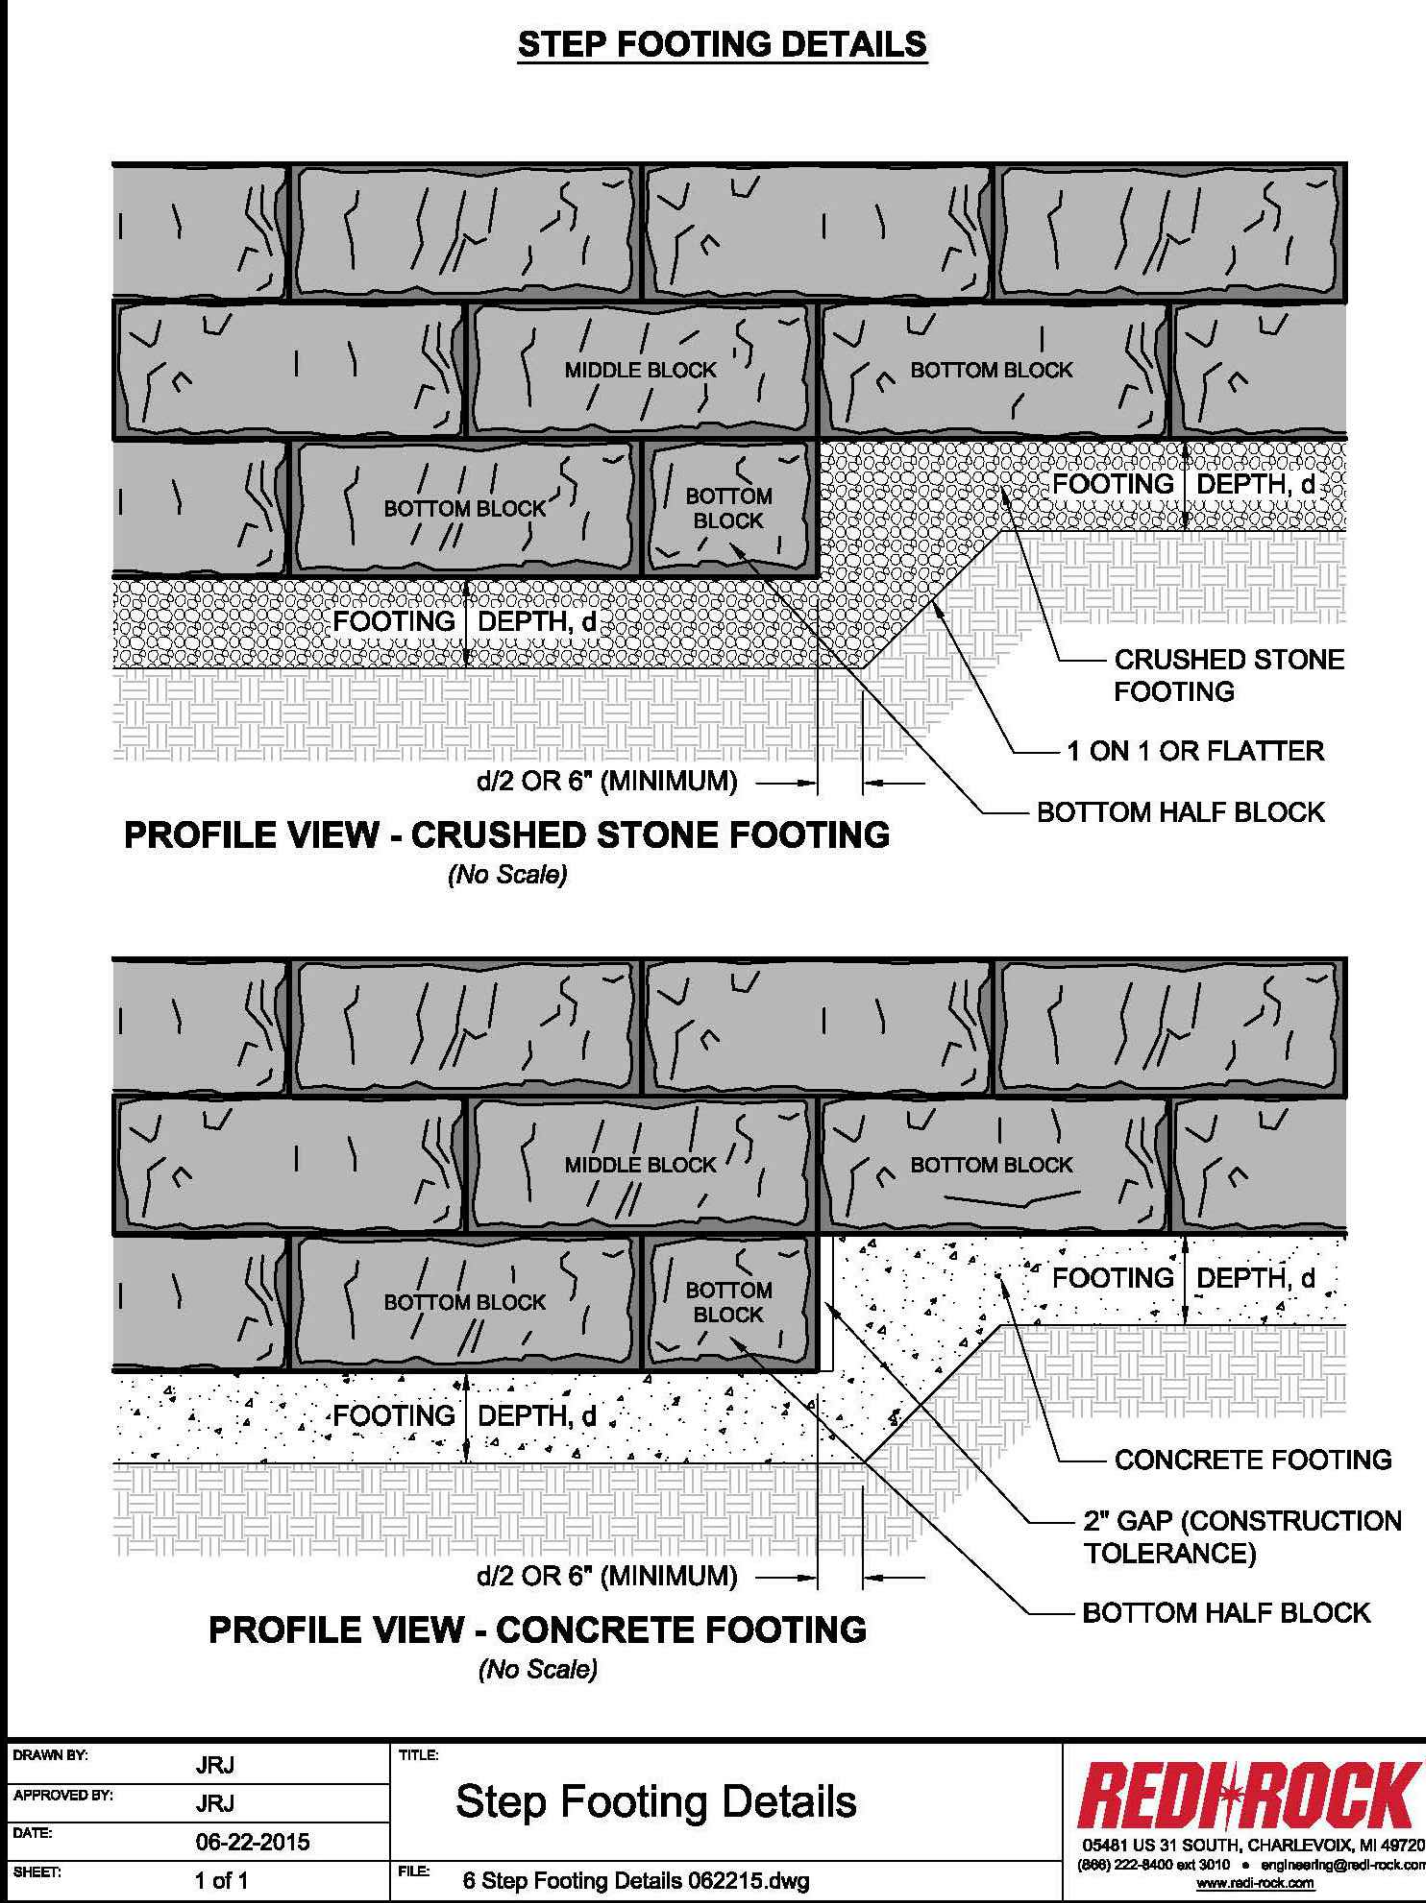 STEP FOOTING DETAILS
MIDDLE BLOCK
BOTTOM BLOCK
BOTTOM BLOCK
BOTTOM
BLOCK
FOOTING DEPTH, d
FOOTING DEPTH, d
CRUSHED STONE
FOOTING
1 ON 1 OR FLATTER
d/2 OR 6" (MINIMUM)
BOTTOM HALF BLOCK
PROFILE VIEW - CRUSHED STONE FOOTING
(No Scale)
MIDDLE BLOCK
BOTTOM BLOCK
BOTTOM BLOCK
BOTTOM
BLOCK
FOOTING DEPTH, d
FOOTING DEPTH, d
CONCRETE FOOTING
2" GAP (CONSTRUCTION
TOLERANCE)
d/2 OR 6" (MINIMUM)
BOTTOM HALF BLOCK
PROFILE VIEW - CONCRETE FOOTING
(No Scale)
DRAWN BY: JRJ
APPROVED BY: JRJ
DATE: 06-22-2015
SHEET: 1 of 1
TITLE:
Step Footing Details
FILE: 6 Step Footing Details 062215.dwg
REDI-ROCK
05481 US 31 SOUTH, CHARLEVOIX, MI 49720
(866) 222-8400 ext 3010 • engineering@redi-rock.com
www.redi-rock.com